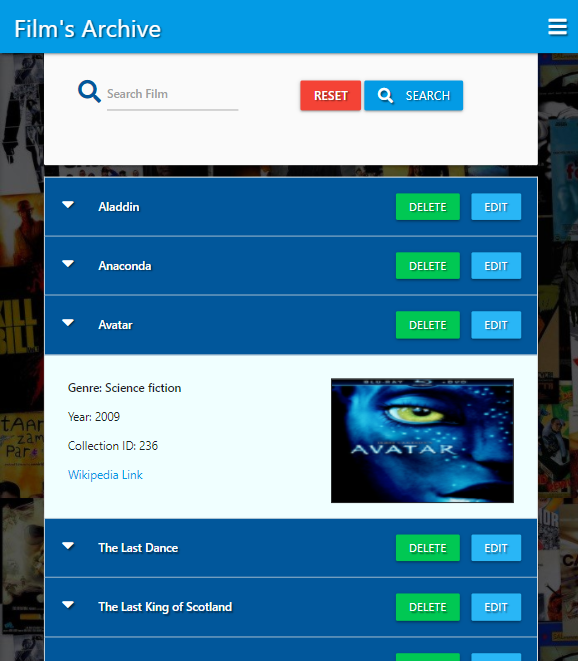 Film's Archive
Search Film
RESET
SEARCH
Aladdin
DELETE
EDIT
Anaconda
DELETE
EDIT
Avatar
DELETE
EDIT
Genre: Science fiction
Year: 2009
Collection ID: 236
Wikipedia Link
BLU-RAY + DVD
AVATAR
The Last Dance
DELETE
EDIT
The Last King of Scotland
DELETE
EDIT
KILL
BILL